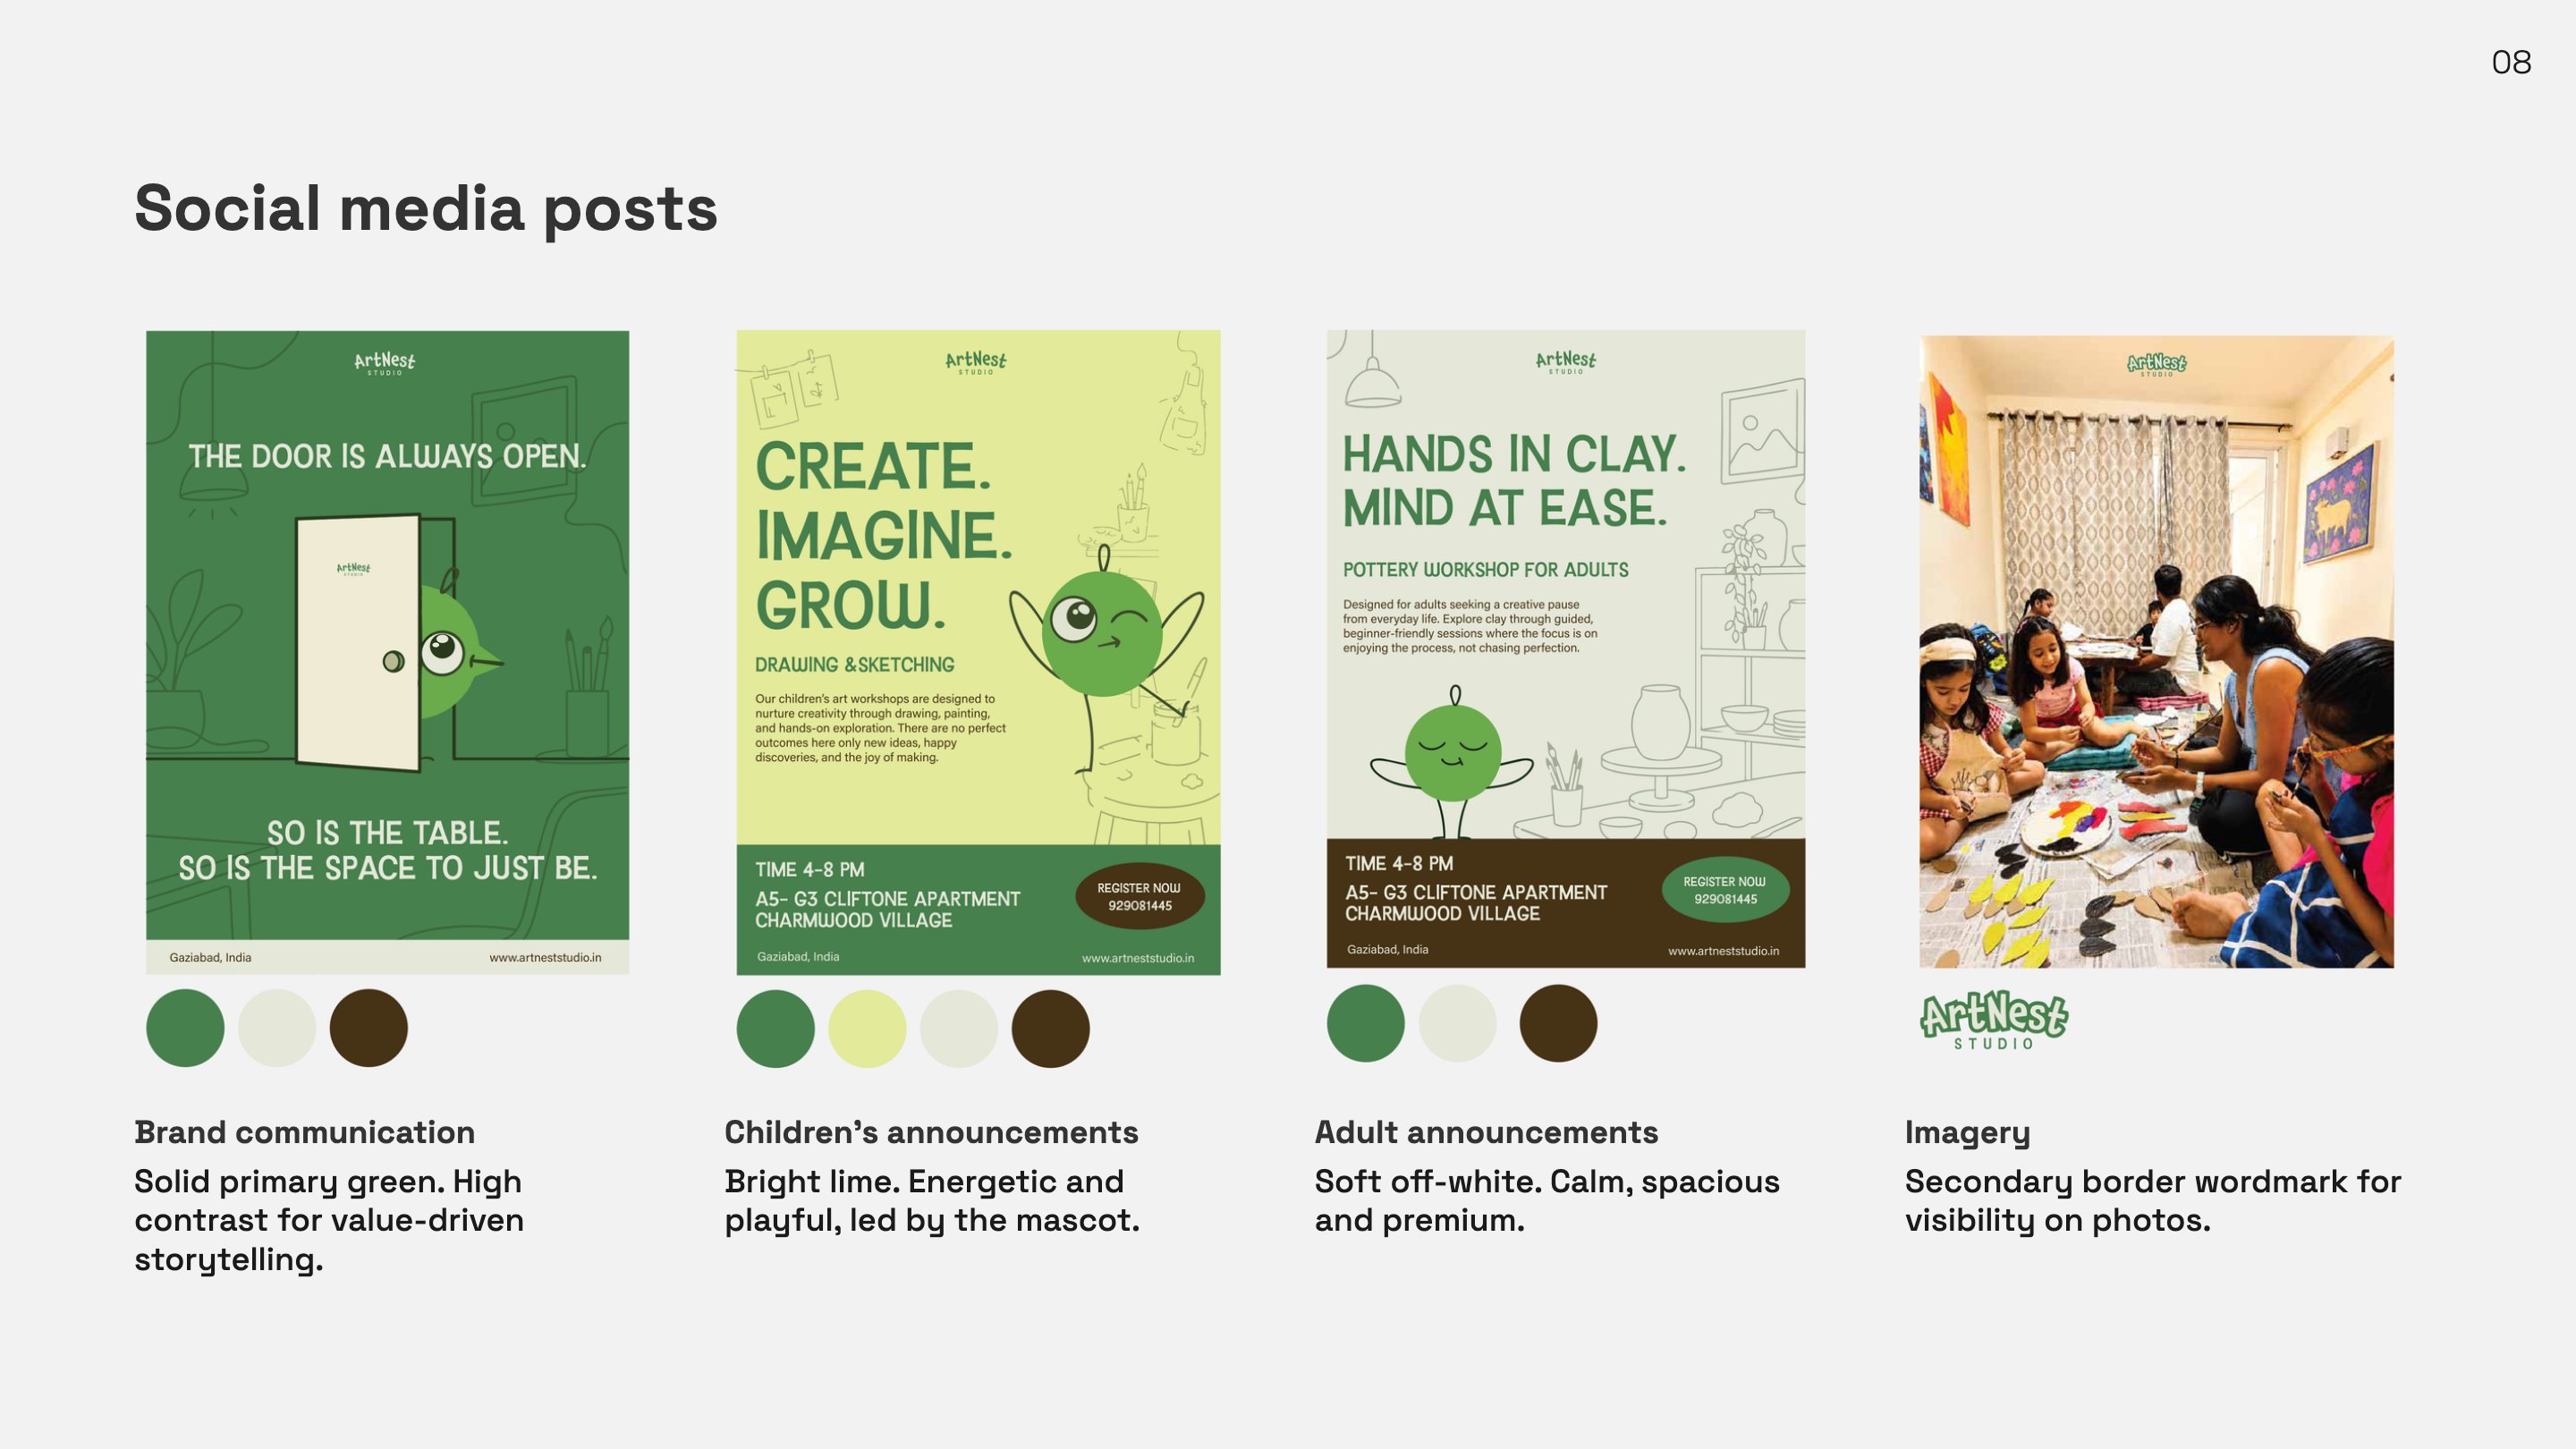 08
Social media posts
ArtNest
STUDIO
THE DOOR IS ALWAYS OPEN.
ArtNest
STUDIO
SO IS THE TABLE.
SO IS THE SPACE TO JUST BE.
Gaziabad, India
www.artneststudio.in
ArtNest
STUDIO
CREATE.
IMAGINE.
GROW.
DRAWING &SKETCHING
Our children's art workshops are designed to
nurture creativity through drawing, painting,
and hands-on exploration. There are no perfect
outcomes here only new ideas, happy
discoveries, and the joy of making.
TIME 4-8 PM
A5- G3 CLIFTONE APARTMENT
CHARMWOOD VILLAGE
REGISTER NOW
929081445
Gaziabad, India
www.artneststudio.in
ArtNest
STUDIO
HANDS IN CLAY.
MIND AT EASE.
POTTERY WORKSHOP FOR ADULTS
Designed for adults seeking a creative pause
from everyday life. Explore clay through guided,
beginner-friendly sessions where the focus is on
enjoying the process, not chasing perfection.
TIME 4-8 PM
A5- G3 CLIFTONE APARTMENT
CHARMWOOD VILLAGE
REGISTER NOW
929081445
Gaziabad, India
www.artneststudio.in
ArtNest
STUDIO
ArtNest
STUDIO
Brand communication
Solid primary green. High
contrast for value-driven
storytelling.
Children's announcements
Bright lime. Energetic and
playful, led by the mascot.
Adult announcements
Soft off-white. Calm, spacious
and premium.
Imagery
Secondary border wordmark for
visibility on photos.